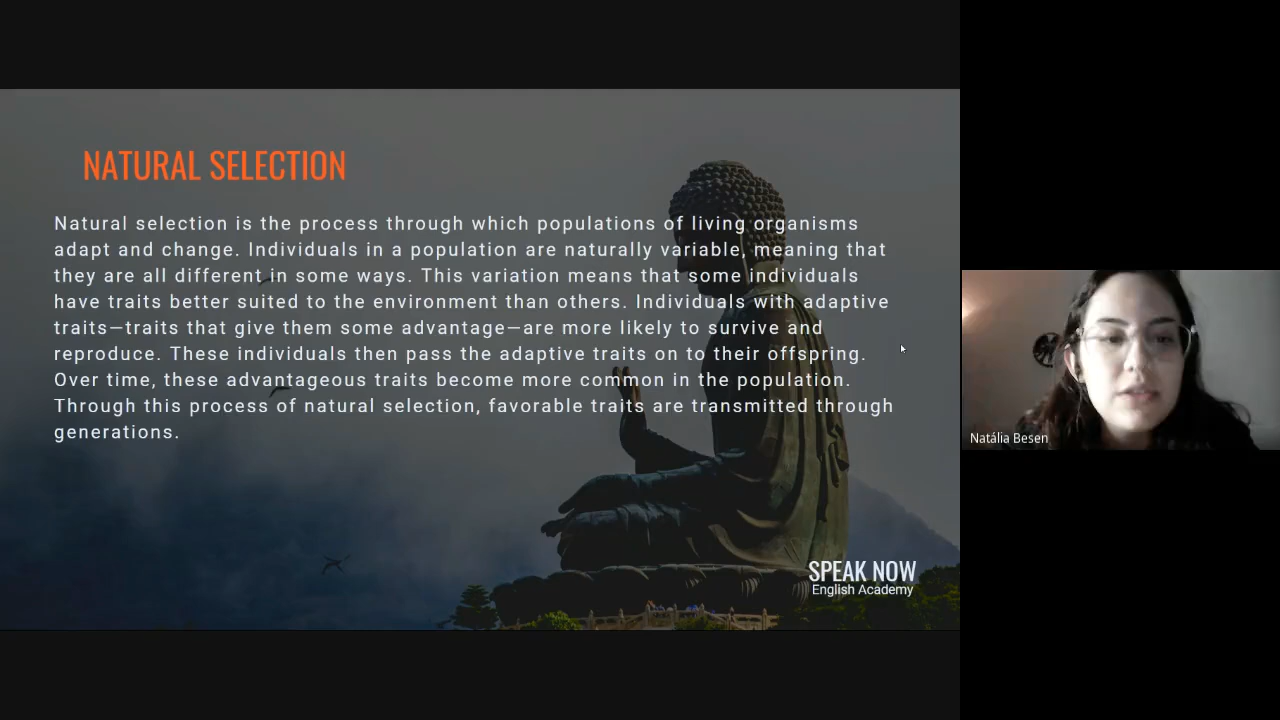 NATURAL SELECTION
Natural selection is the process through which populations of living organisms
adapt and change. Individuals in a population are naturally variable, meaning that
they are all different in some ways. This variation means that some individuals
have traits better suited to the environment than others. Individuals with adaptive
traits—traits that give them some advantage—are more likely to survive and
reproduce. These individuals then pass the adaptive traits on to their offspring.
Over time, these advantageous traits become more common in the population.
Through this process of natural selection, favorable traits are transmitted through
generations.
SPEAK NOW
English Academy
Natália Besen